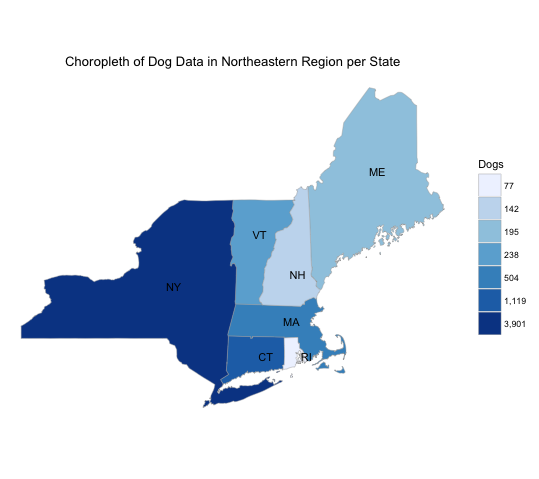 Choropleth of Dog Data in Northeastern Region per State
ME
Dogs
77
142
195
238
504
1,119
3,901
VT
NH
NY
MA
CT
RI